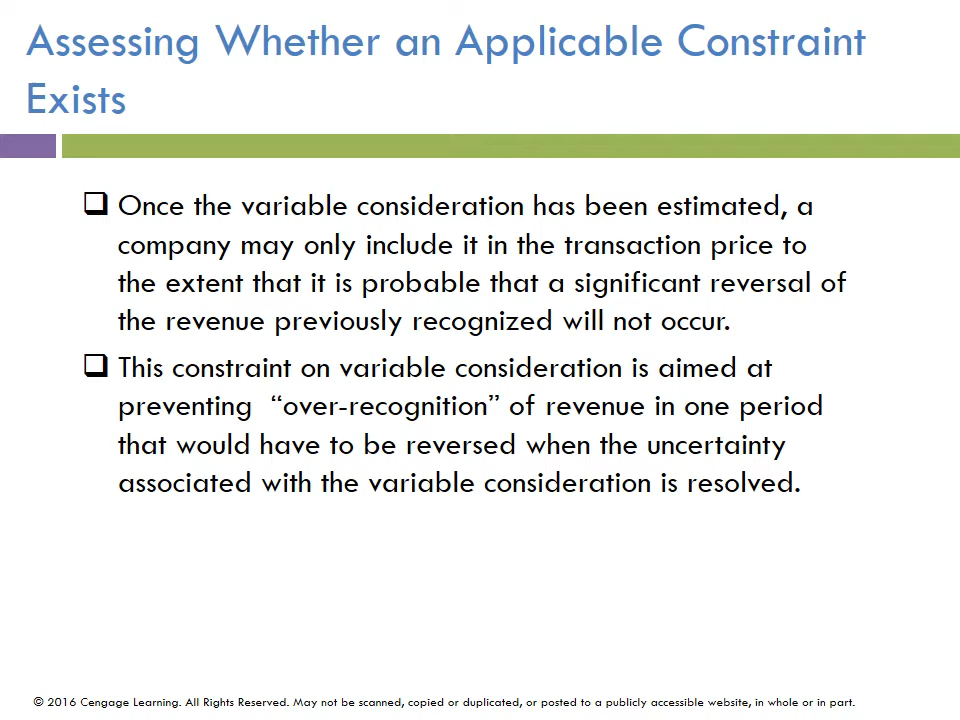 Assessing Whether an Applicable Constraint
Exists
❑ Once the variable consideration has been estimated, a
company may only include it in the transaction price to
the extent that it is probable that a significant reversal of
the revenue previously recognized will not occur.
❑ This constraint on variable consideration is aimed at
preventing “over-recognition” of revenue in one period
that would have to be reversed when the uncertainty
associated with the variable consideration is resolved.
© 2016 Cengage Learning. All Rights Reserved. May not be scanned, copied or duplicated, or posted to a publicly accessible website, in whole or in part.